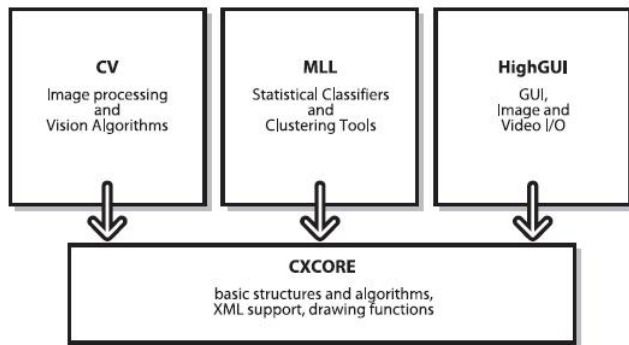 CV
Image processing
and
Vision Algorithms
MLL
Statistical Classifiers
and
Clustering Tools
HighGUI
GUI,
Image and
Video I/O
CXCORE
basic structures and algorithms,
XML support, drawing functions